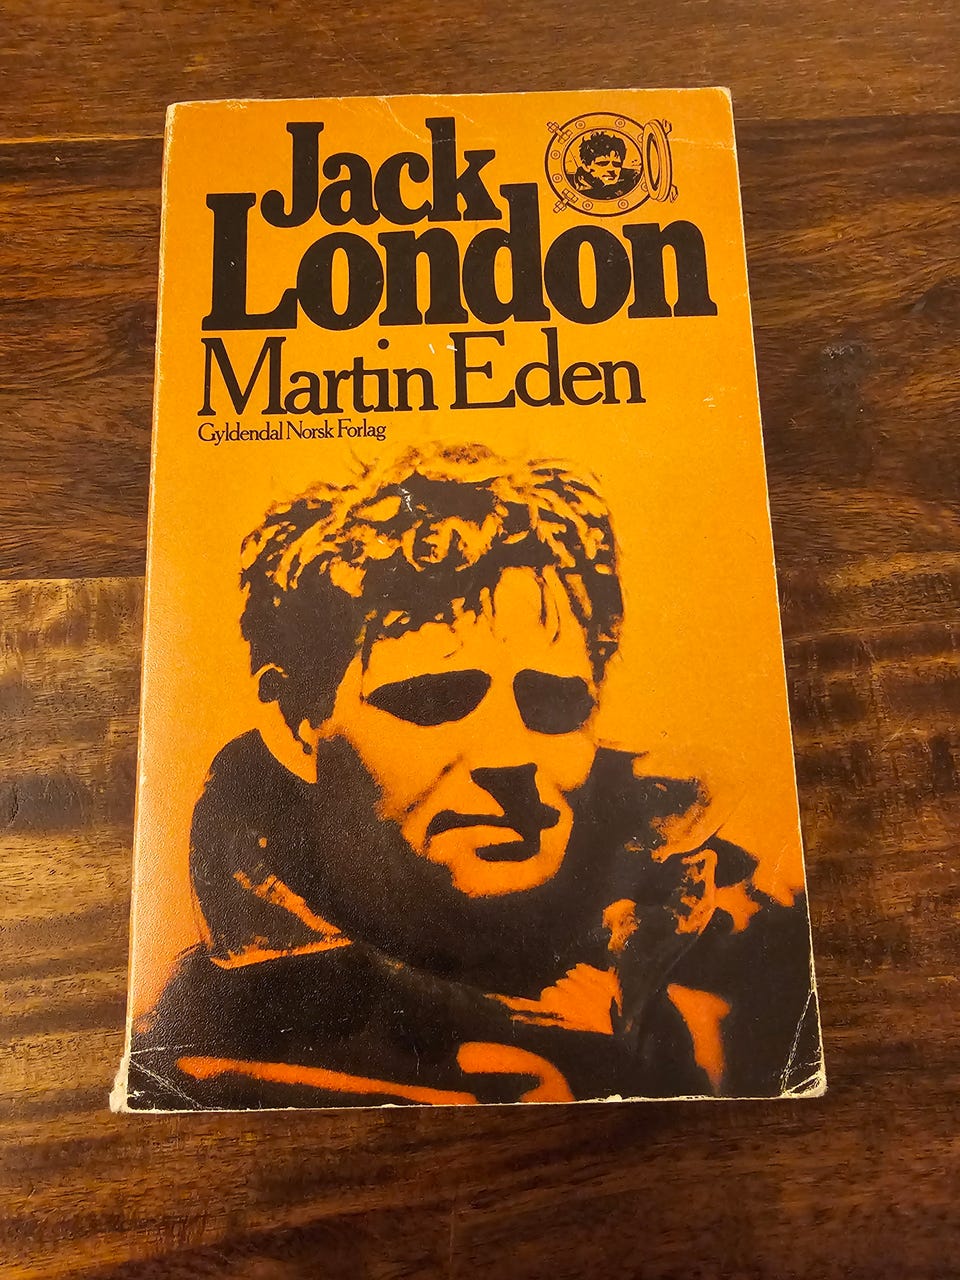 Jack
London
Martin Eden
Gyldendal Norsk Forlag